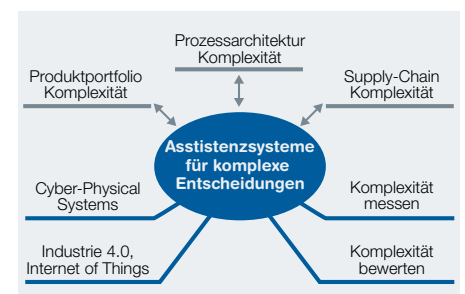 Prozessarchitektur
Komplexität
Produktportfolio
Komplexität
Supply-Chain
Komplexität
Asstistenzsysteme
für komplexe
Entscheidungen
Cyber-Physical
Systems
Komplexität
messen
Industrie 4.0,
Internet of Things
Komplexität
bewerten